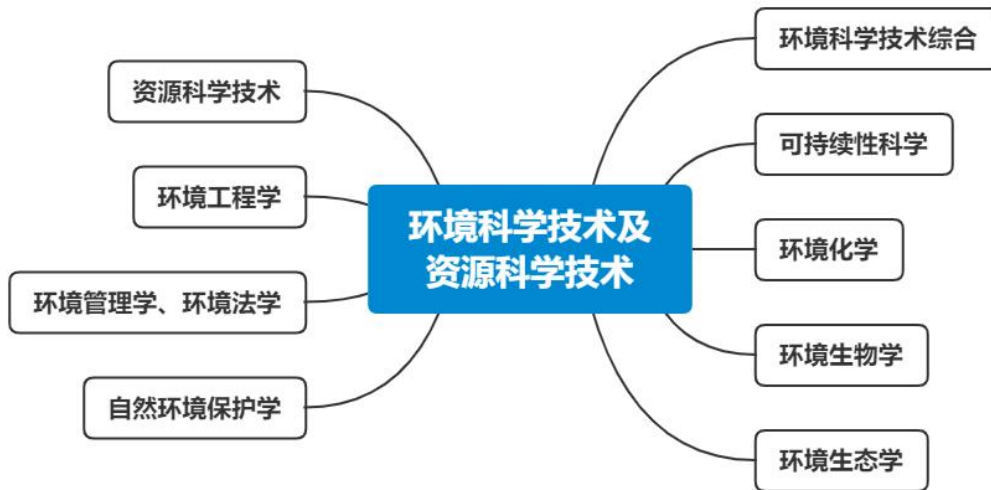 环境科学技术及
资源科学技术
环境科学技术综合
可持续性科学
环境化学
环境生物学
环境生态学
资源科学技术
环境工程学
环境管理学、环境法学
自然环境保护学